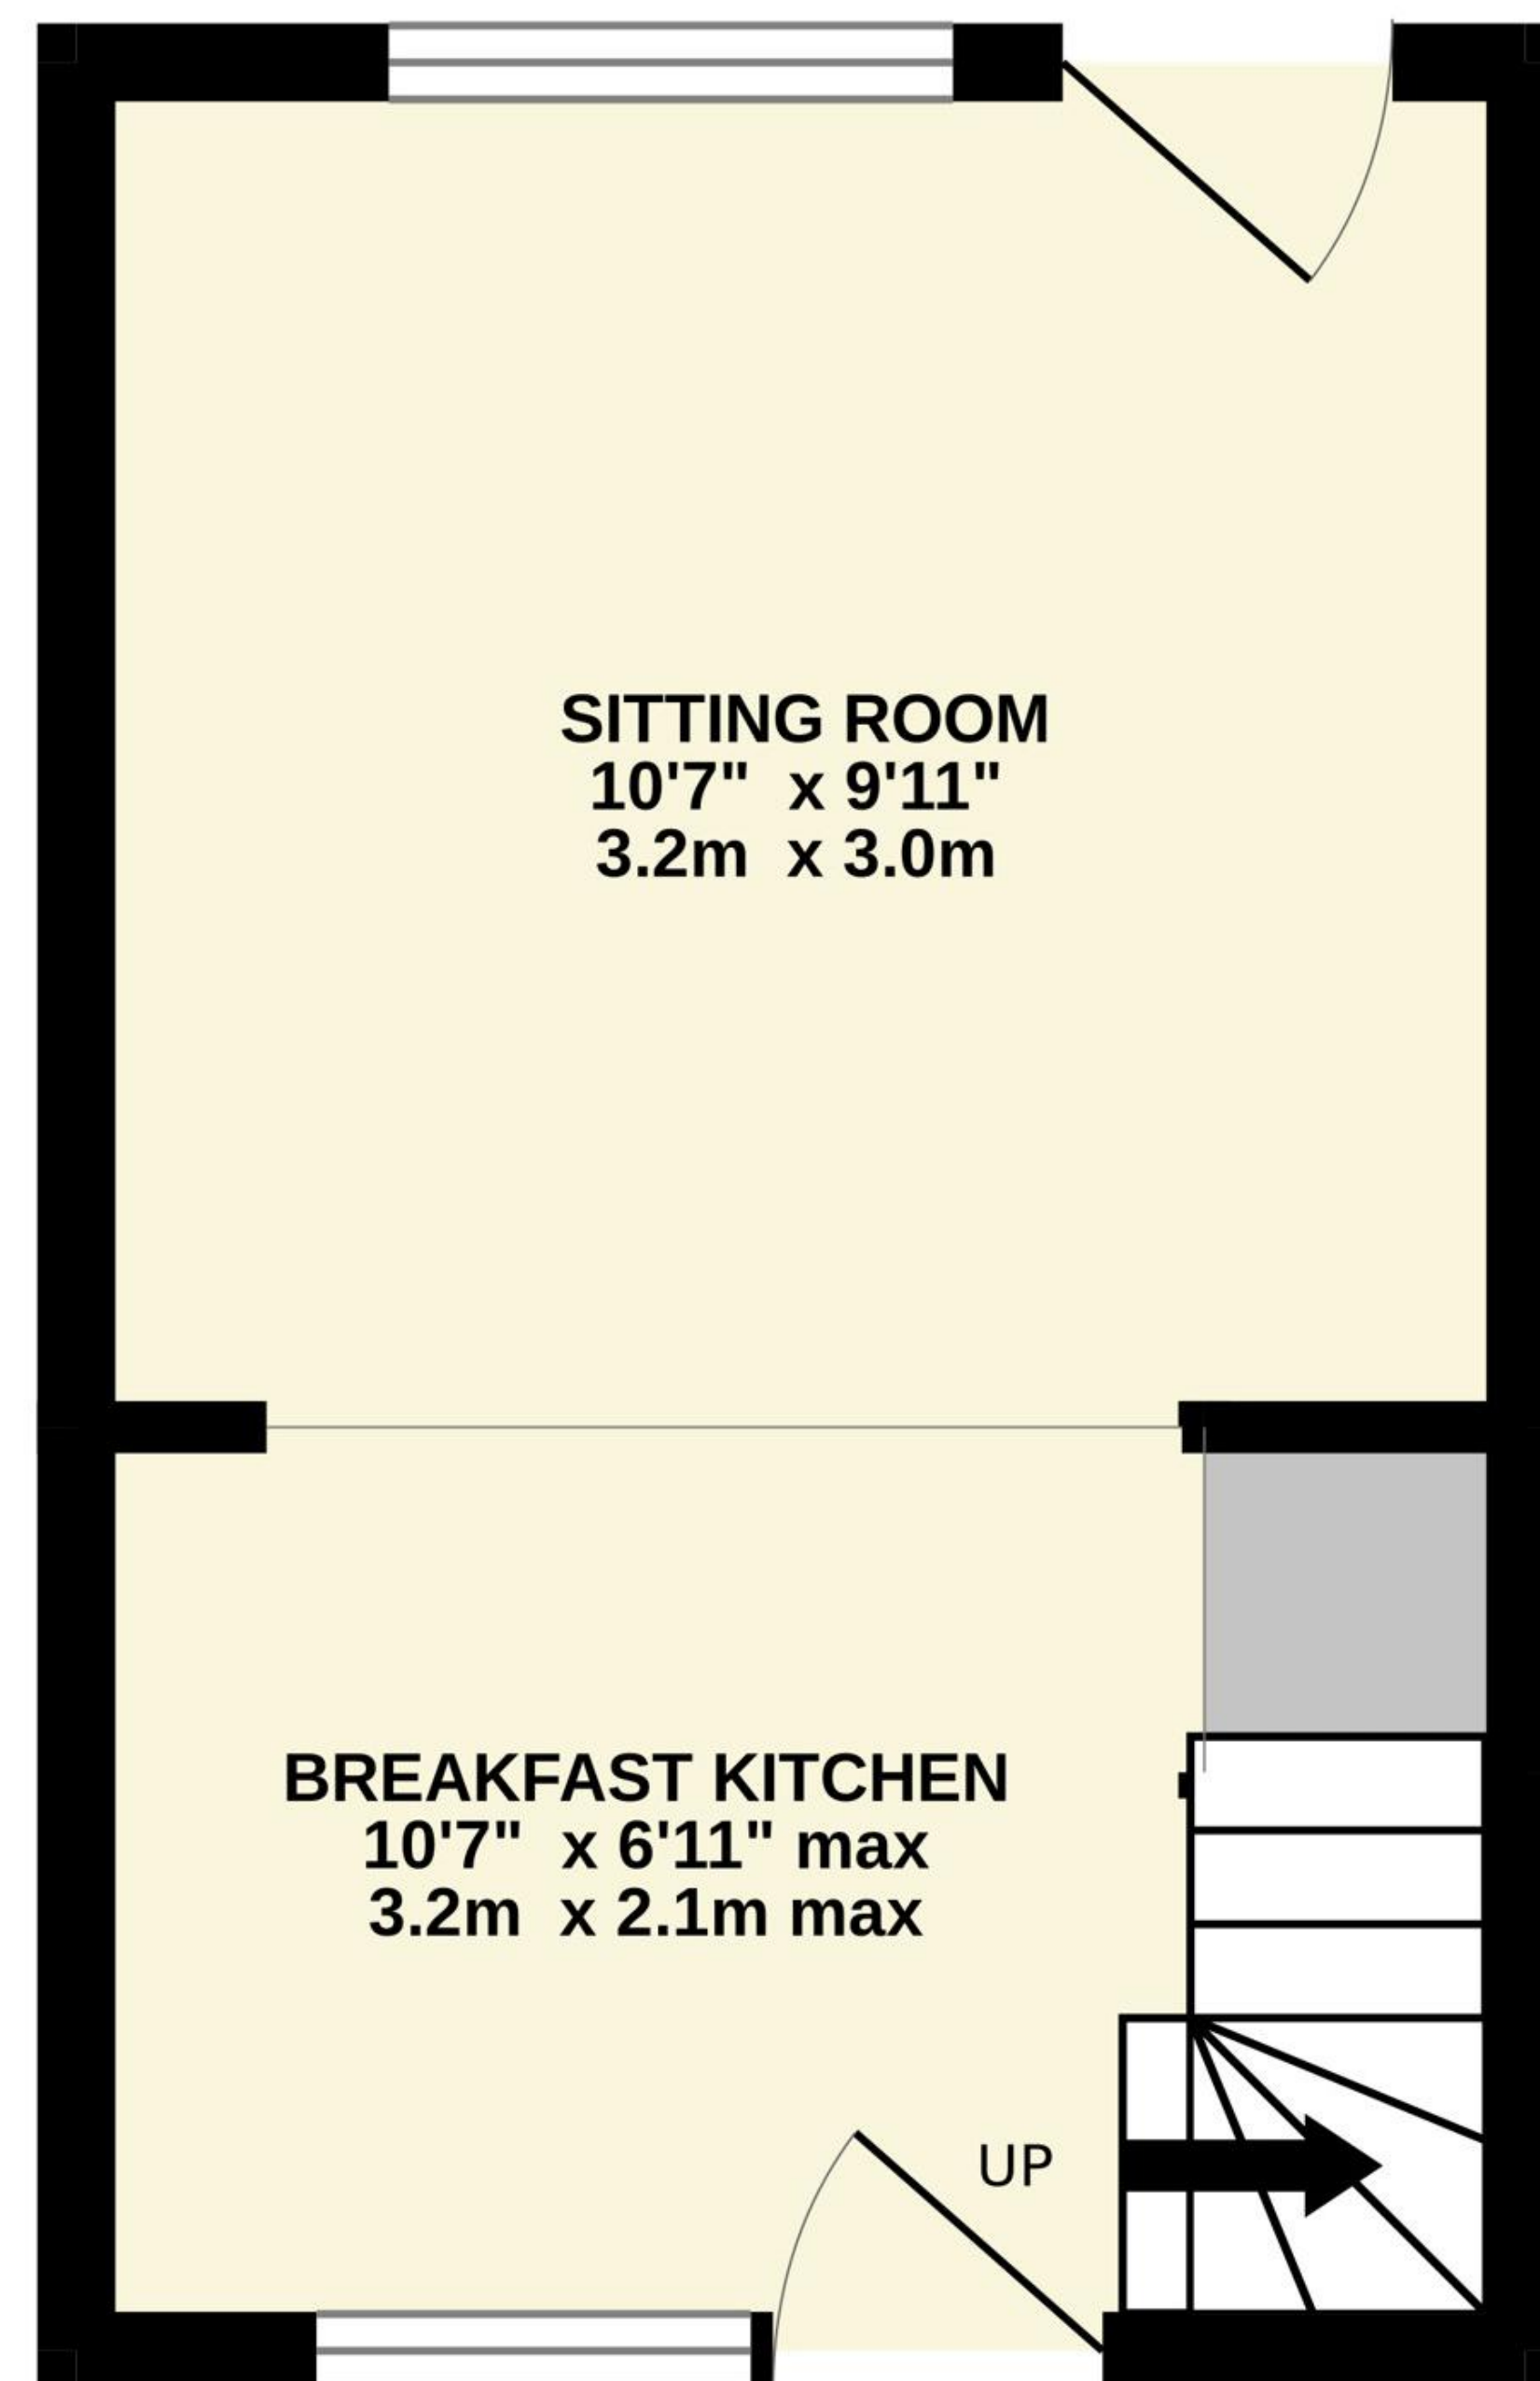 SITTING ROOM
10'7" x 9'11"
3.2m x 3.0m
BREAKFAST KITCHEN
10'7" x 6'11" max
3.2m x 2.1m max
UP